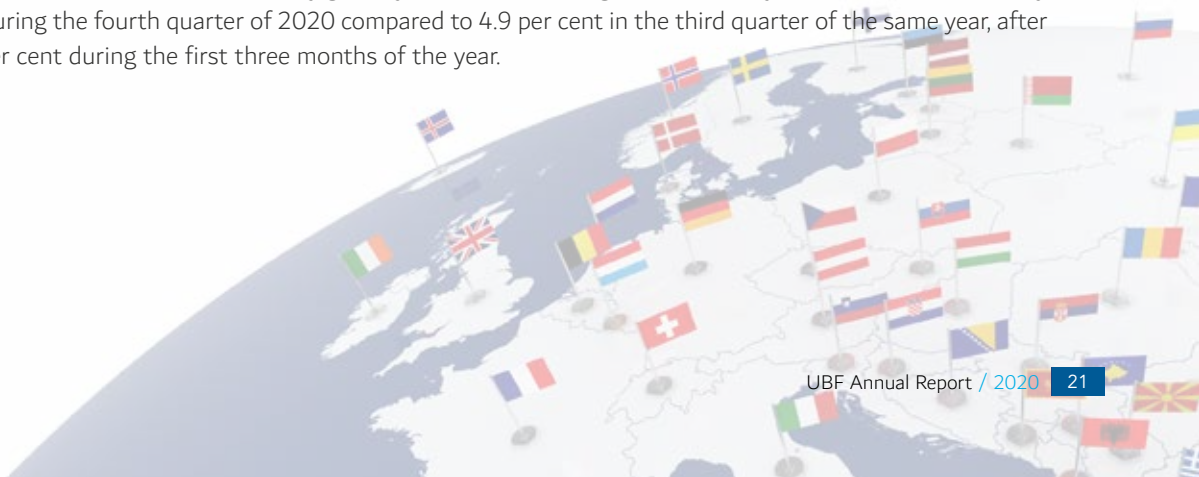 uring the fourth quarter of 2020 compared to 4.9 per cent in the third quarter of the same year, after
r cent during the first three months of the year.
UBF Annual Report / 2020 21